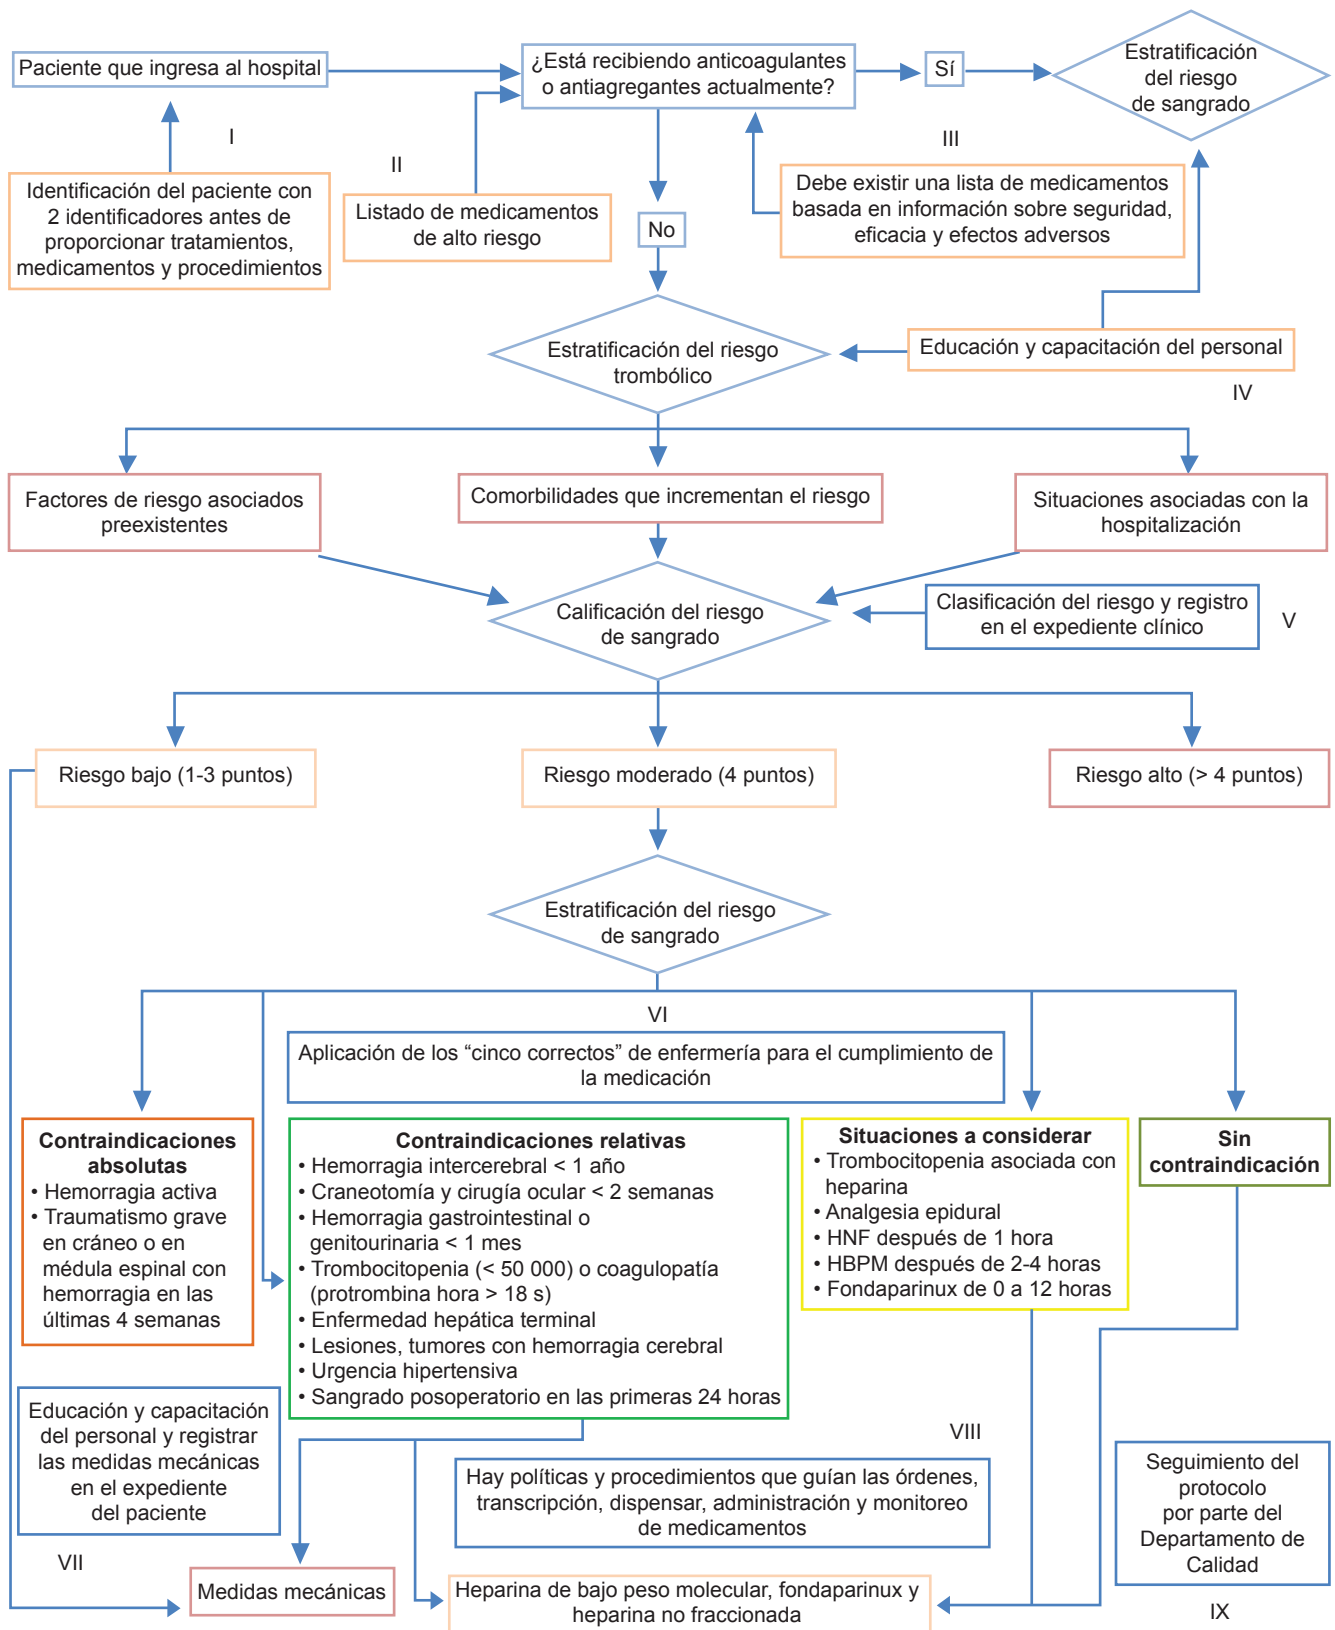 Paciente que ingresa al hospital
¿Está recibiendo anticoagulantes
o antiagregantes actualmente?
Sí
Estratificación
del riesgo
de sangrado
I
II
III
Identificación del paciente con
2 identificadores antes de
proporcionar tratamientos,
medicamentos y procedimientos
Listado de medicamentos
de alto riesgo
No
Debe existir una lista de medicamentos
basada en información sobre seguridad,
eficacia y efectos adversos
Estratificación del riesgo
trombólico
Educación y capacitación del personal
IV
Factores de riesgo asociados
preexistentes
Comorbilidades que incrementan el riesgo
Situaciones asociadas con la
hospitalización
Calificación del riesgo
de sangrado
Clasificación del riesgo y registro
en el expediente clínico
V
Riesgo bajo (1-3 puntos)
Riesgo moderado (4 puntos)
Riesgo alto (> 4 puntos)
Estratificación del riesgo
de sangrado
VI
Aplicación de los “cinco correctos” de enfermería para el cumplimiento de
la medicación
Contraindicaciones
absolutas
• Hemorragia activa
• Traumatismo grave
en cráneo o en
médula espinal con
hemorragia en las
últimas 4 semanas
Contraindicaciones relativas
• Hemorragia intercerebral < 1 año
• Craneotomía y cirugía ocular < 2 semanas
• Hemorragia gastrointestinal o
genitourinaria < 1 mes
• Trombocitopenia (< 50 000) o coagulopatía
(protrombina hora > 18 s)
• Enfermedad hepática terminal
• Lesiones, tumores con hemorragia cerebral
• Urgencia hipertensiva
• Sangrado posoperatorio en las primeras 24 horas
Situaciones a considerar
• Trombocitopenia asociada con
heparina
• Analgesia epidural
• HNF después de 1 hora
• HBPM después de 2-4 horas
• Fondaparinux de 0 a 12 horas
Sin
contraindicación
Educación y capacitación
del personal y registrar
las medidas mecánicas
en el expediente
del paciente
VII
VIII
Hay políticas y procedimientos que guían las órdenes,
transcripción, dispensar, administración y monitoreo
de medicamentos
Seguimiento del
protocolo
por parte del
Departamento de
Calidad
IX
Medidas mecánicas
Heparina de bajo peso molecular, fondaparinux y
heparina no fraccionada